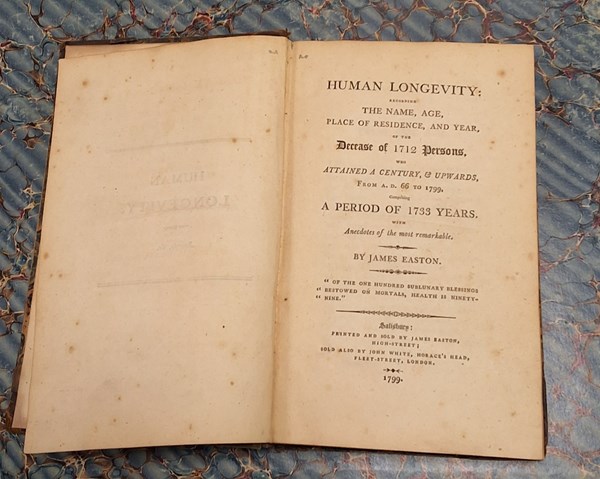 HUMAN LONGEVITY:
RECORDING
THE NAME, AGE,
PLACE OF RESIDENCE, AND YEAR,
OF THE
Decease of 1712 Persons,
WHO
ATTAINED A CENTURY, & UPWARDS,
FROM A. D. 66 TO 1799.
Comprising
A PERIOD OF 1733 YEARS.
WITH
Anecdotes of the most remarkable.
BY JAMES EASTON.
"OF THE ONE HUNDRED SUBLUNARY BLESSINGS
"BESTOWED ON MORTALS, HEALTH IS NINETY-
"NINE."
Salisbury:
PRINTED AND SOLD BY JAMES EASTON,
HIGH-STREET;
SOLD ALSO BY JOHN WHITE, HORACE'S HEAD,
FLEET-STREET, LONDON.
1799.